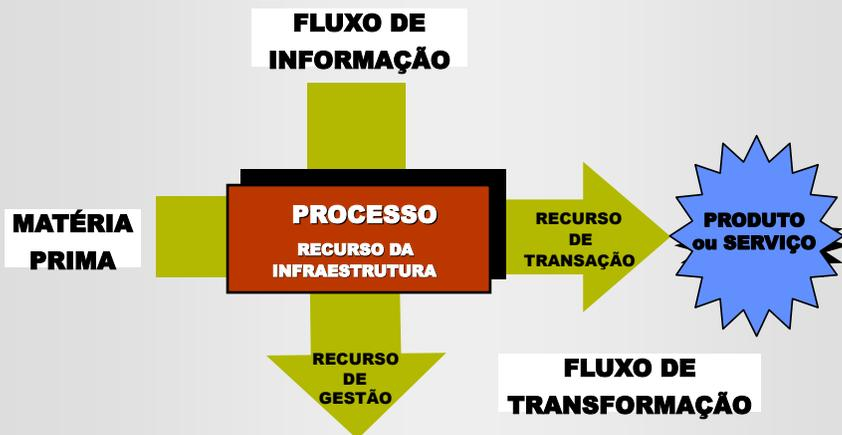 FLUXO DE
INFORMAÇÃO
MATÉRIA
PRIMA
PROCESSO
RECURSO DA
INFRAESTRUTURA
RECURSO
DE
TRANSAÇÃO
PRODUTO
ou SERVIÇO
RECURSO
DE
GESTÃO
FLUXO DE
TRANSFORMAÇÃO